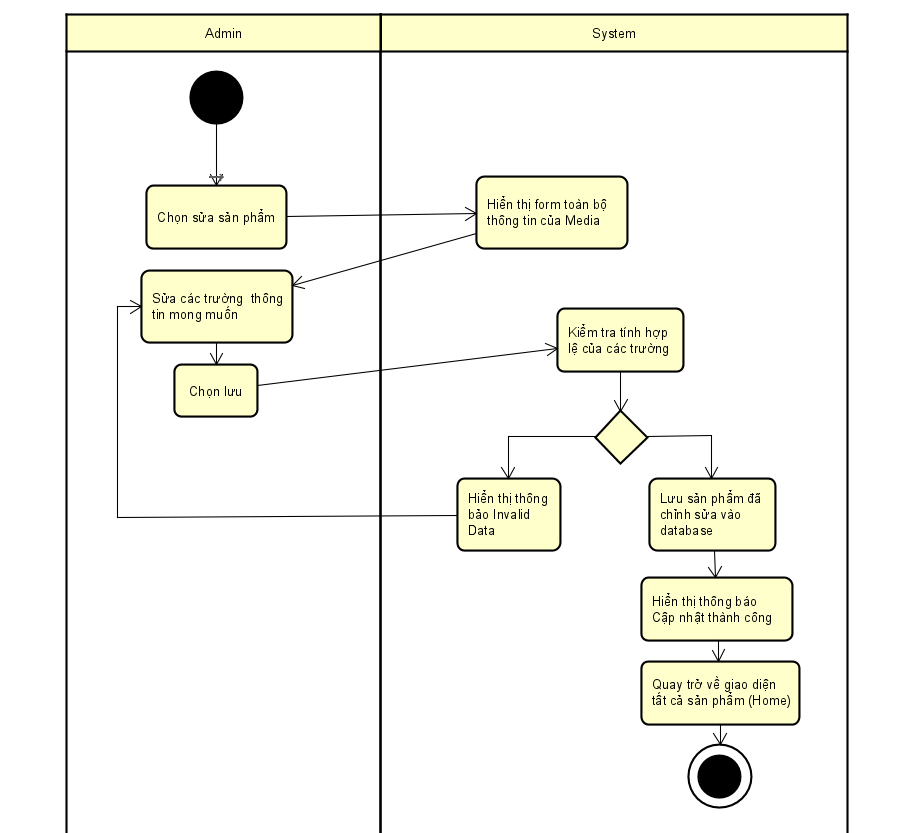 Admin
System
Chọn sửa sản phẩm
Hiển thị form toàn bộ
thông tin của Media
Sửa các trường thông
tin mong muốn
Kiểm tra tính hợp
lệ của các trường
Chọn lưu
Hiển thị thông
bảo Invalid
Data
Lưu sản phẩm đã
chỉnh sửa vào
database
Hiển thị thông báo
Cập nhật thành công
Quay trở về giao diện
tất cả sản phẩm (Home)